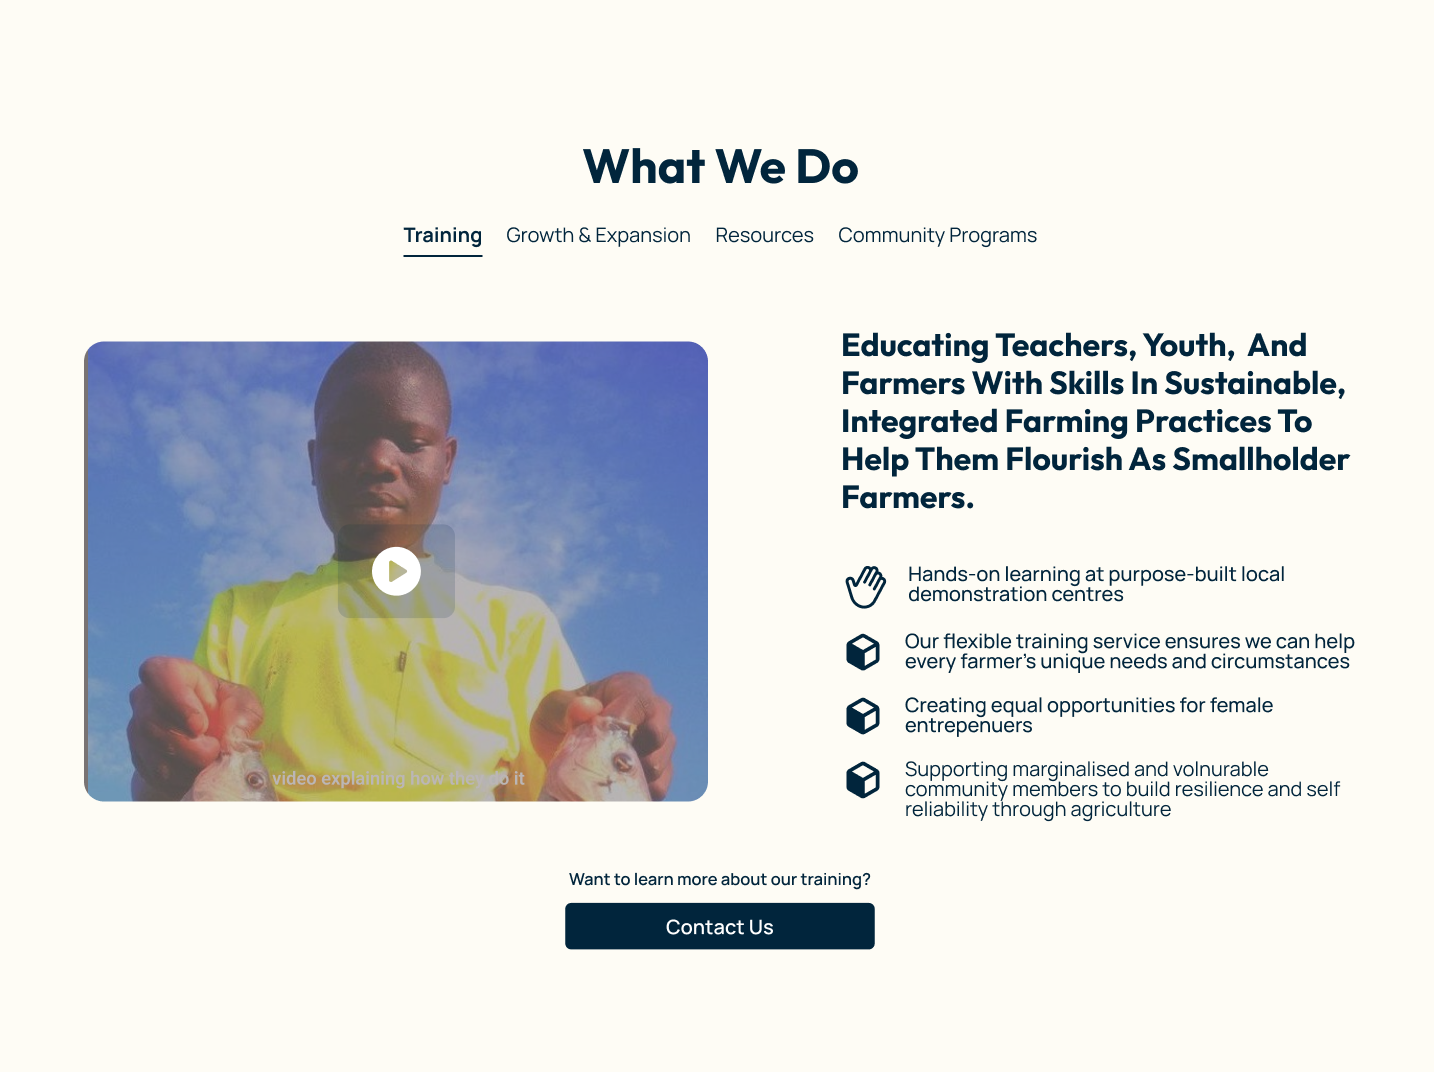 What We Do
Training Growth & Expansion Resources Community Programs
Educating Teachers, Youth,  And
Farmers With Skills In Sustainable,
Integrated Farming Practices To
Help Them Flourish As Smallholder
Farmers.
Hands-on learning at purpose-built local
demonstration centres
Our flexible training service ensures we can help
every farmer's unique needs and circumstances
Creating equal opportunities for female
entrepenuers
Supporting marginalised and volnurable
community members to build resilience and self
reliability through agriculture
video explaining how they do it
Want to learn more about our training?
Contact Us